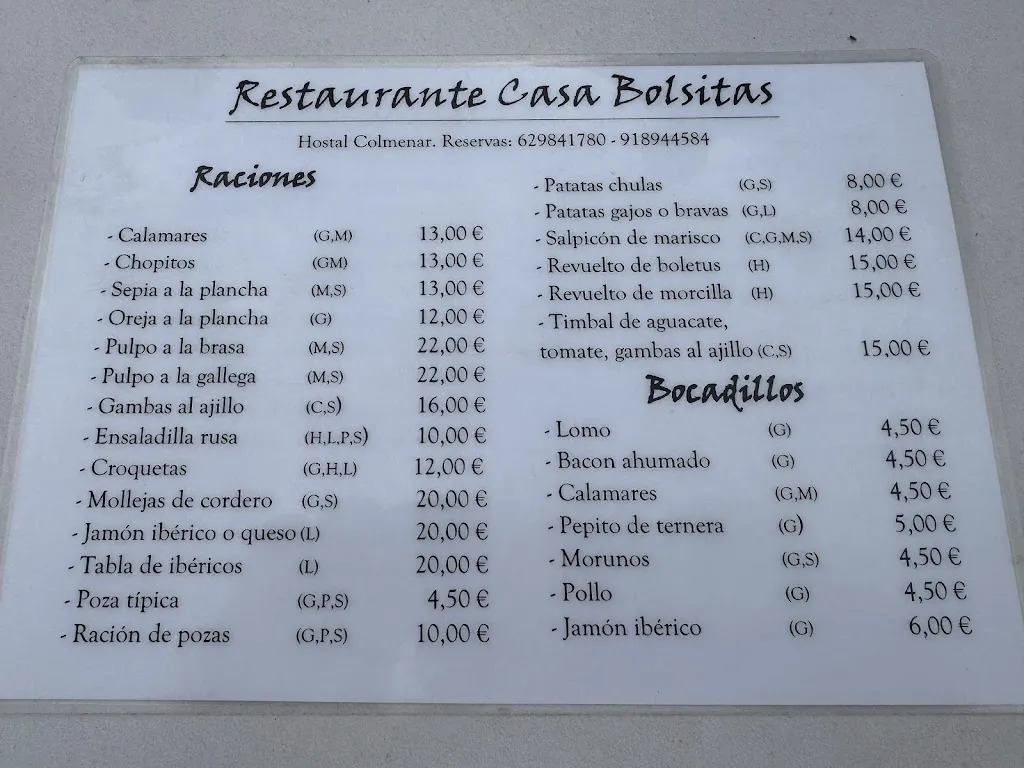 Restaurante Casa Bolsitas
Hostal Colmenar. Reservas: 629841780 - 918944584
Raciones
- Calamares (G,M) 13,00 €
- Chopitos (GM) 13,00 €
- Sepia a la plancha (M,S) 13,00 €
- Oreja a la plancha (G) 12,00 €
- Pulpo a la brasa (M,S) 22,00 €
- Pulpo a la gallega (M,S) 22,00 €
- Gambas al ajillo (C,S) 16,00 €
- Ensaladilla rusa (H,L,P,S) 10,00 €
- Croquetas (G,H,L) 12,00 €
- Mollejas de cordero (G,S) 20,00 €
- Jamón ibérico o queso (L) 20,00 €
- Tabla de ibéricos (L) 20,00 €
- Poza típica (G,P,S) 4,50 €
- Ración de pozas (G,P,S) 10,00 €
- Patatas chulas (G,S) 8,00 €
- Patatas gajos o bravas (G,L) 8,00 €
- Salpicón de marisco (C,G,M,S) 14,00 €
- Revuelto de boletus (H) 15,00 €
- Revuelto de morcilla (H) 15,00 €
- Timbal de aguacate,
tomate, gambas al ajillo (C,S) 15,00 €
Bocadillos
- Lomo (G) 4,50 €
- Bacon ahumado (G) 4,50 €
- Calamares (G,M) 4,50 €
- Pepito de ternera (G) 5,00 €
- Morunos (G,S) 4,50 €
- Pollo (G) 4,50 €
- Jamón ibérico (G) 6,00 €